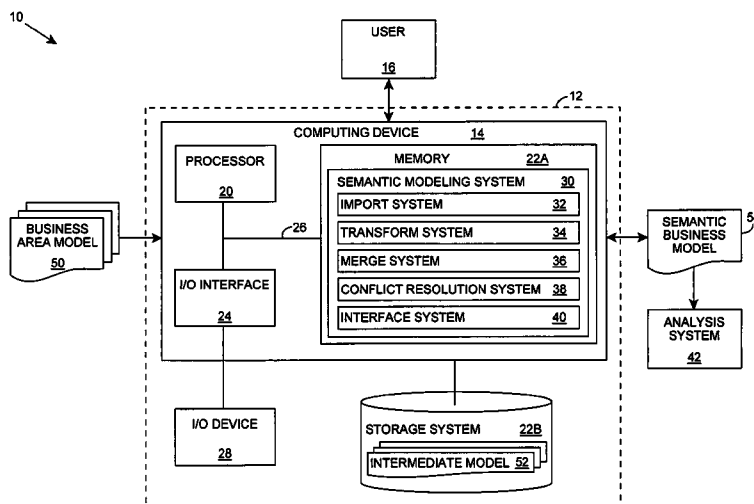 10
USER
16
12
COMPUTING DEVICE 14
PROCESSOR
20
MEMORY 22A
SEMANTIC MODELING SYSTEM 30
IMPORT SYSTEM 32
TRANSFORM SYSTEM 34
MERGE SYSTEM 36
CONFLICT RESOLUTION SYSTEM 38
INTERFACE SYSTEM 40
26
BUSINESS
AREA MODEL
50
I/O INTERFACE
24
SEMANTIC
BUSINESS
MODEL
5
ANALYSIS
SYSTEM
42
I/O DEVICE
28
STORAGE SYSTEM 22B
INTERMEDIATE MODEL 52